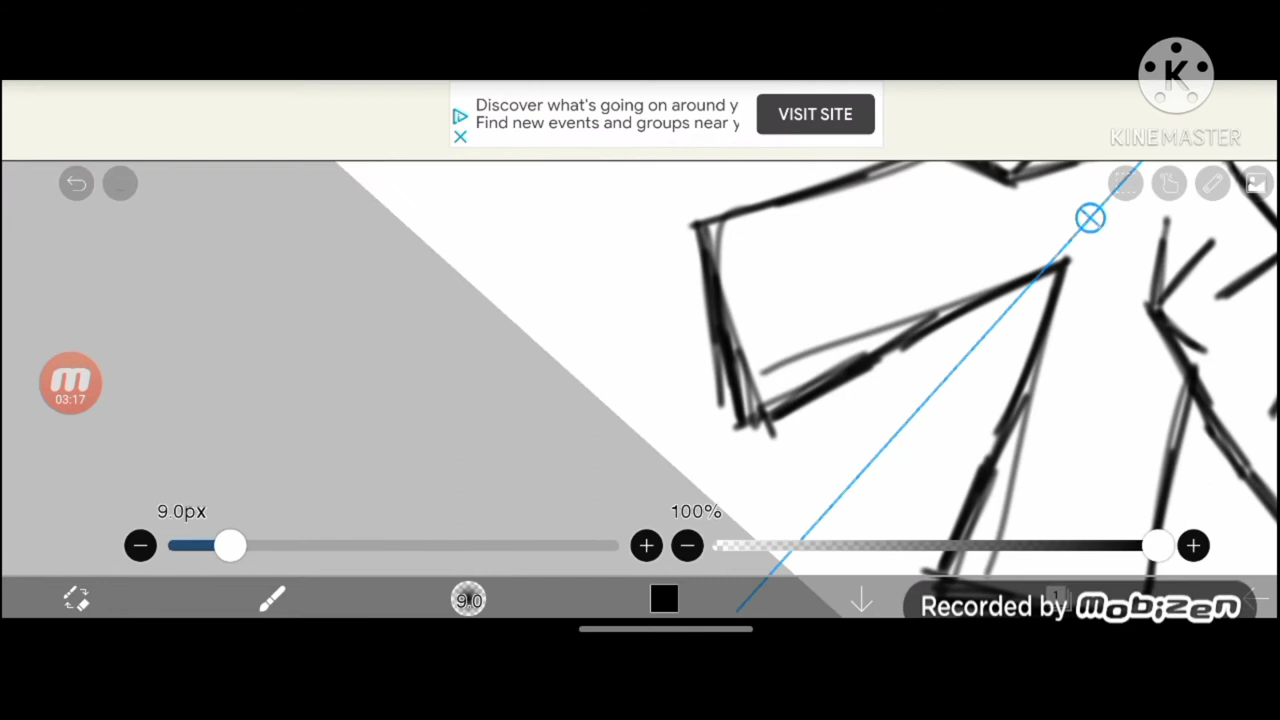 Discover what's going on around y
Find new events and groups near y
VISIT SITE
K
KINEMASTER
m
03:17
9.0px
100%
9.0
1
Recorded by mobizen